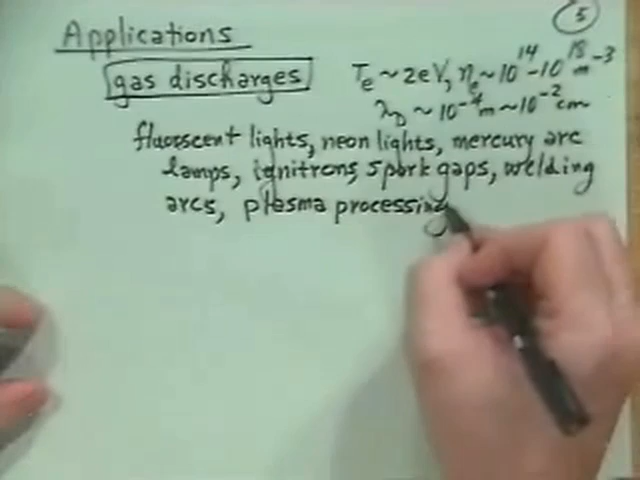 5
Applications
gas discharges Te ~ 2eV, ne ~ 10^14 - 10^18 m^-3
λD ~ 10^-4 m ~ 10^-2 cm
fluorscent lights, neon lights, mercury arc
lamps, ignitrons, spark gaps, welding
arcs, plasma processing